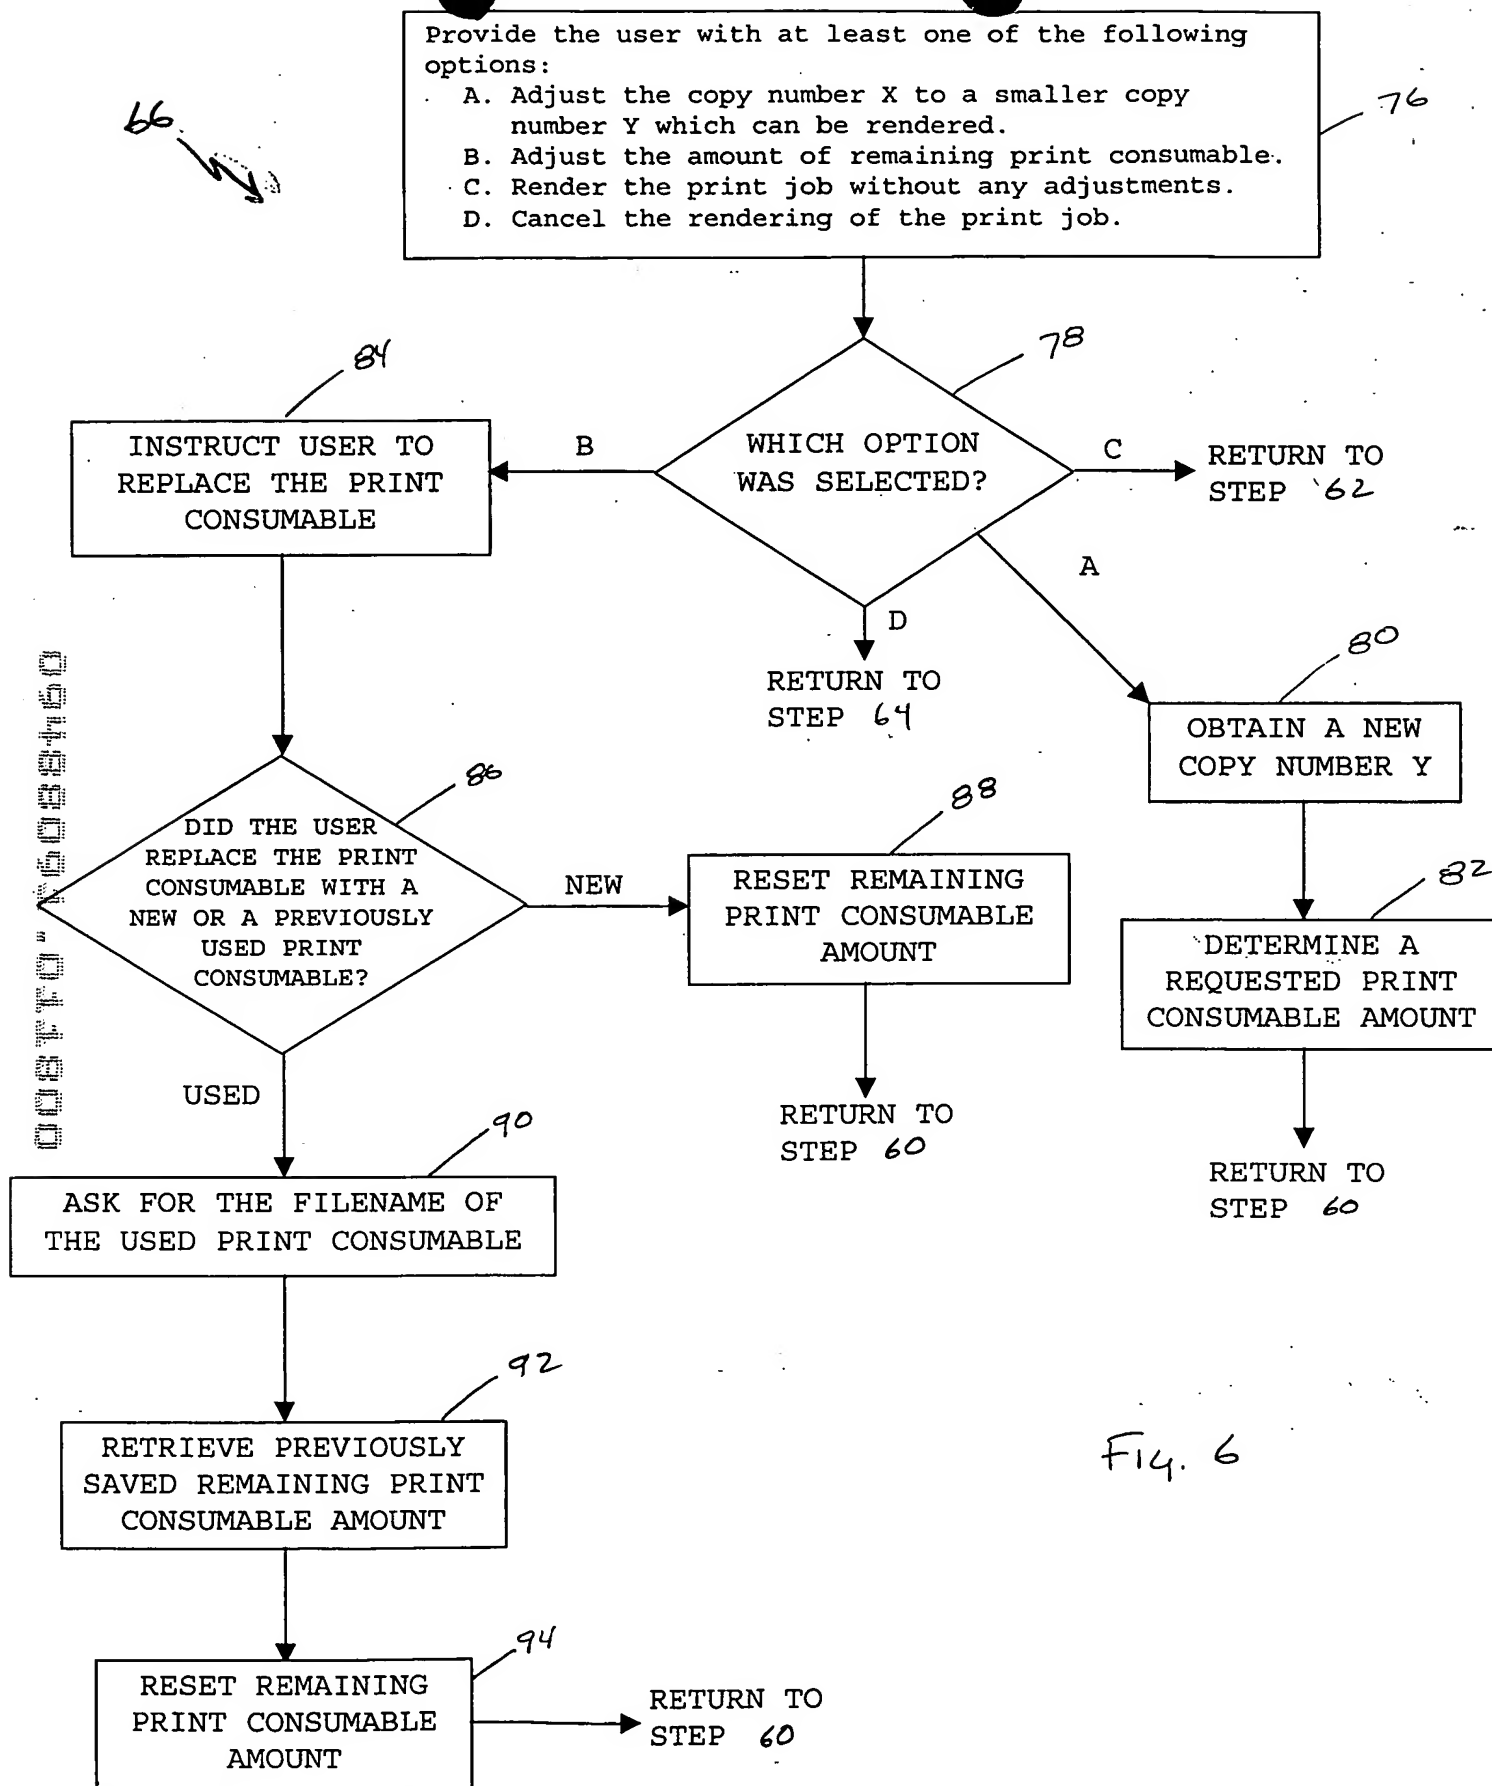 Provide the user with at least one of the following
options:
A. Adjust the copy number X to a smaller copy
number Y which can be rendered.
B. Adjust the amount of remaining print consumable.
C. Render the print job without any adjustments.
D. Cancel the rendering of the print job.
76
66
78
84
WHICH OPTION
WAS SELECTED?
B
C
A
D
INSTRUCT USER TO
REPLACE THE PRINT
CONSUMABLE
RETURN TO
STEP 62
RETURN TO
STEP 64
80
OBTAIN A NEW
COPY NUMBER Y
86
DID THE USER
REPLACE THE PRINT
CONSUMABLE WITH A
NEW OR A PREVIOUSLY
USED PRINT
CONSUMABLE?
NEW
88
RESET REMAINING
PRINT CONSUMABLE
AMOUNT
82
DETERMINE A
REQUESTED PRINT
CONSUMABLE AMOUNT
USED
RETURN TO
STEP 60
RETURN TO
STEP 60
90
ASK FOR THE FILENAME OF
THE USED PRINT CONSUMABLE
92
RETRIEVE PREVIOUSLY
SAVED REMAINING PRINT
CONSUMABLE AMOUNT
Fig. 6
94
RESET REMAINING
PRINT CONSUMABLE
AMOUNT
RETURN TO
STEP 60